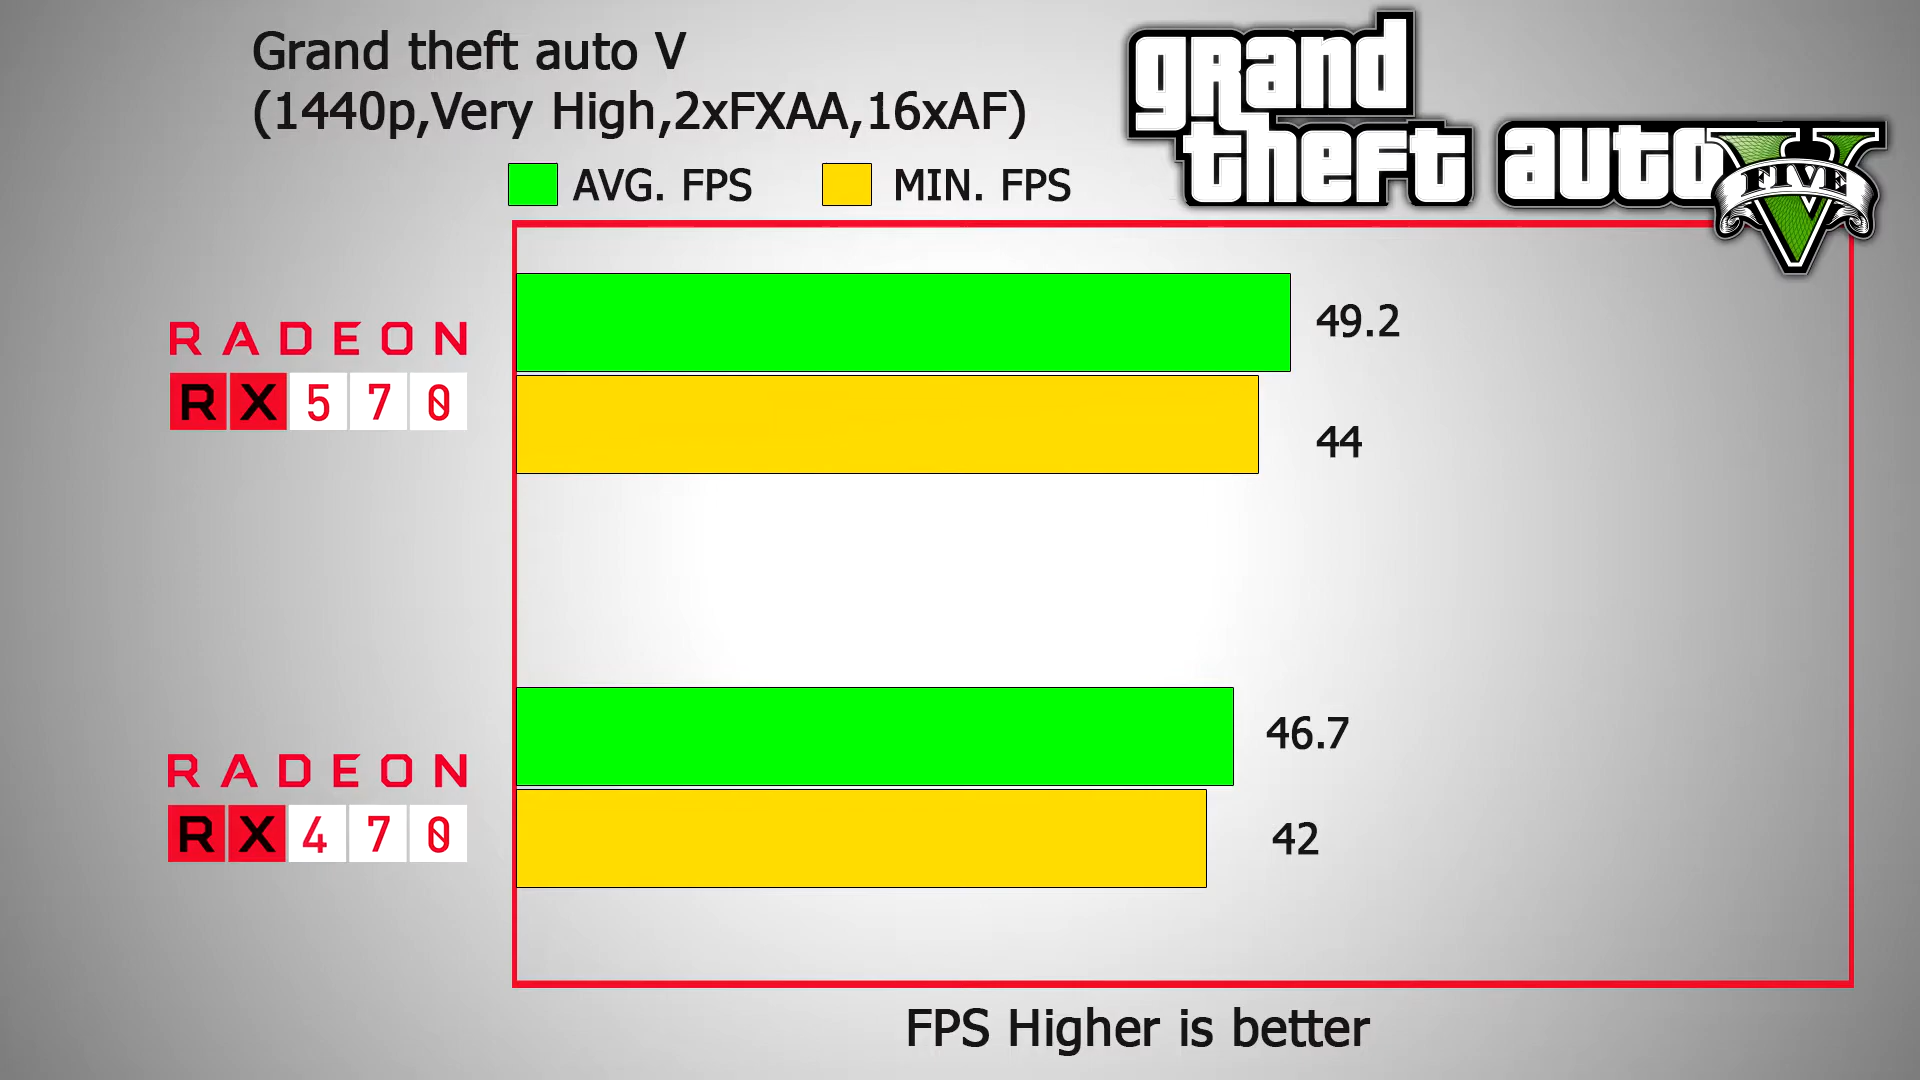 Grand theft auto V
(1440p,Very High,2xFXAA,16xAF)
grand
theft auto
FIVE
AVG. FPS MIN. FPS
49.2
RADEON
RX 570
44
46.7
RADEON
RX 470
42
FPS Higher is better